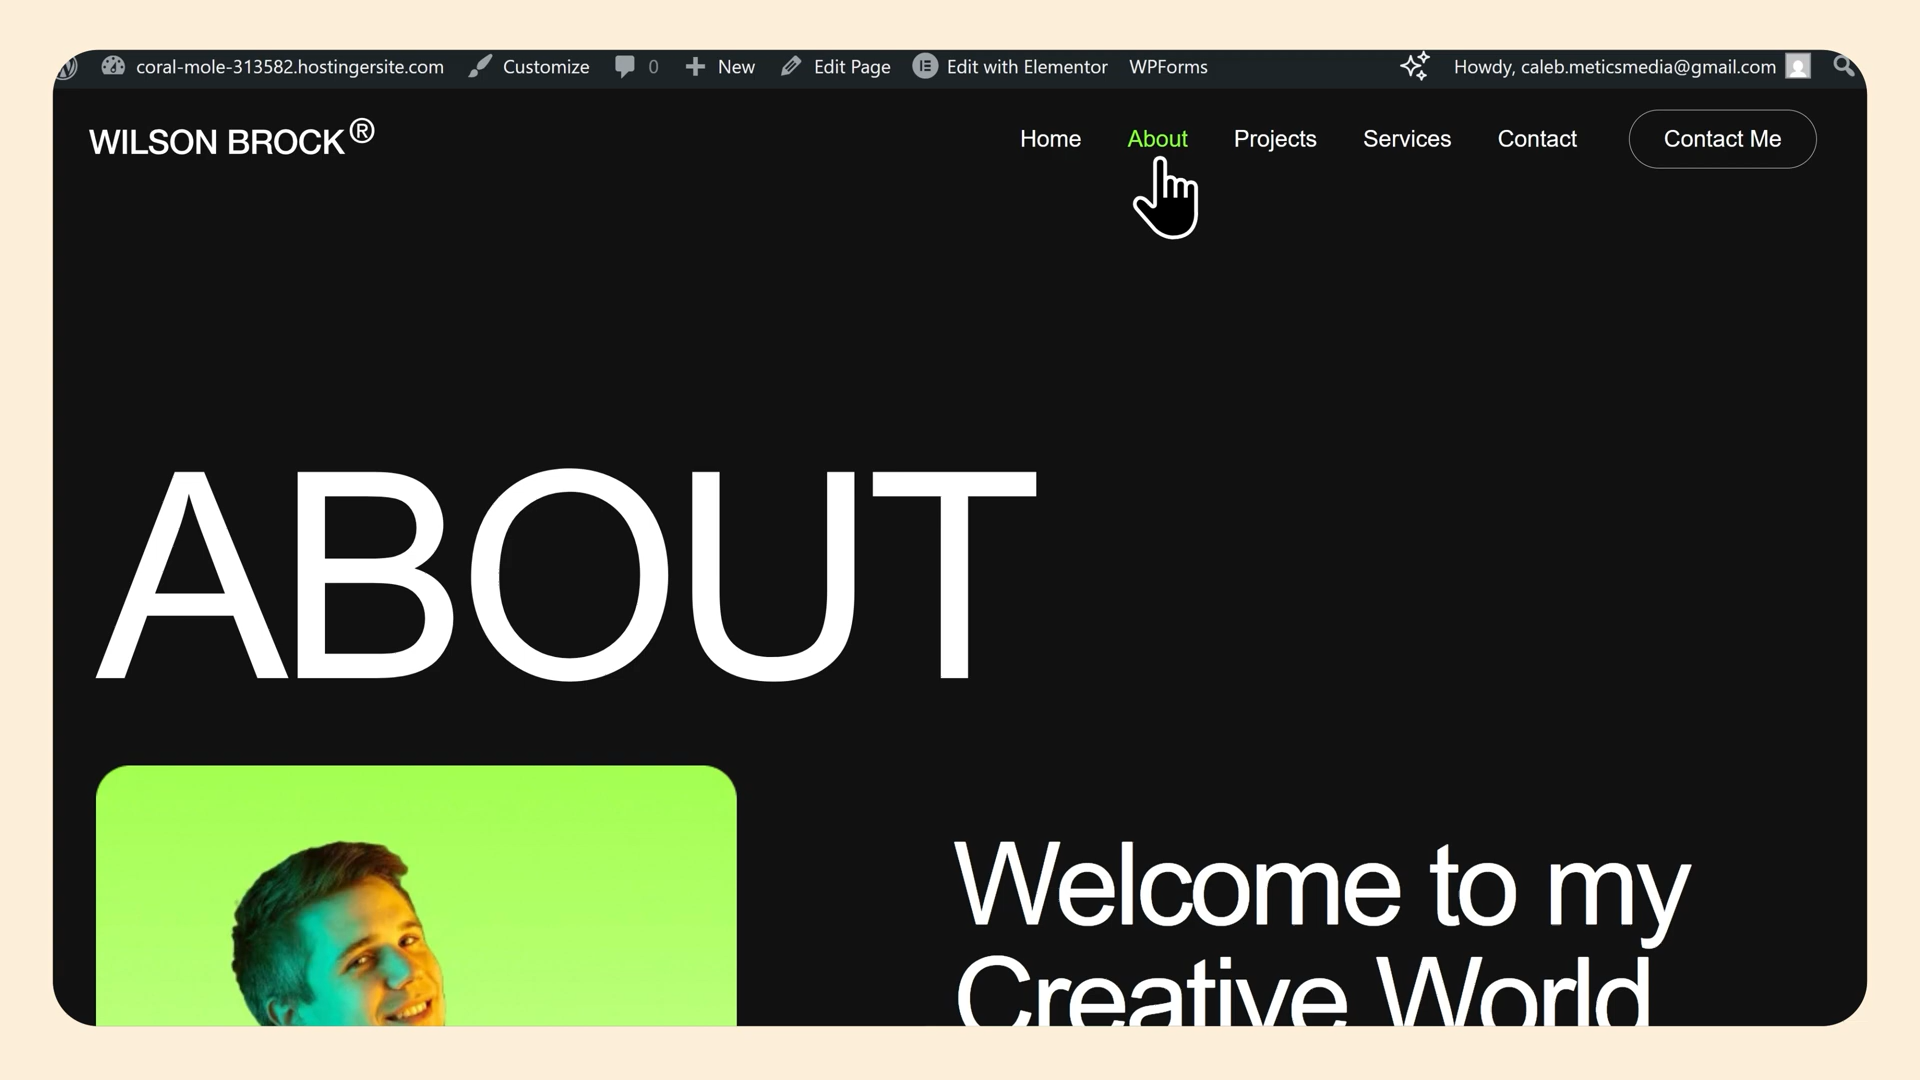 coral-mole-313582.hostingersite.com Customize 0 New Edit Page Edit with Elementor WPForms Howdy, caleb.meticsmedia@gmail.com
WILSON BROCK® Home About Projects Services Contact Contact Me
ABOUT
Welcome to my
Creative World